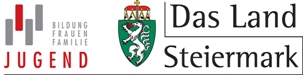 BILDUNG
FRAUEN
FAMILIE
JUGEND
Das Land
Steiermark